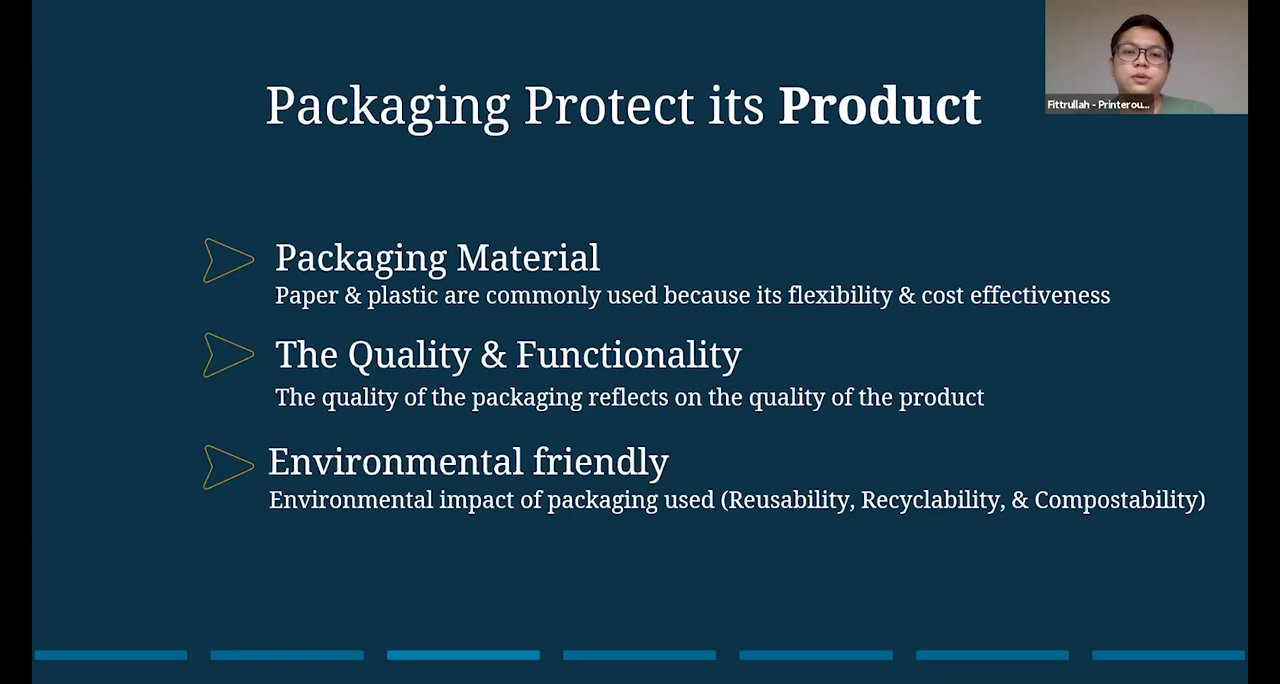 Packaging Protect its Product
Fittrullah - Printerou...
Packaging Material
Paper & plastic are commonly used because its flexibility & cost effectiveness
The Quality & Functionality
The quality of the packaging reflects on the quality of the product
Environmental friendly
Environmental impact of packaging used (Reusability, Recyclability, & Compostability)